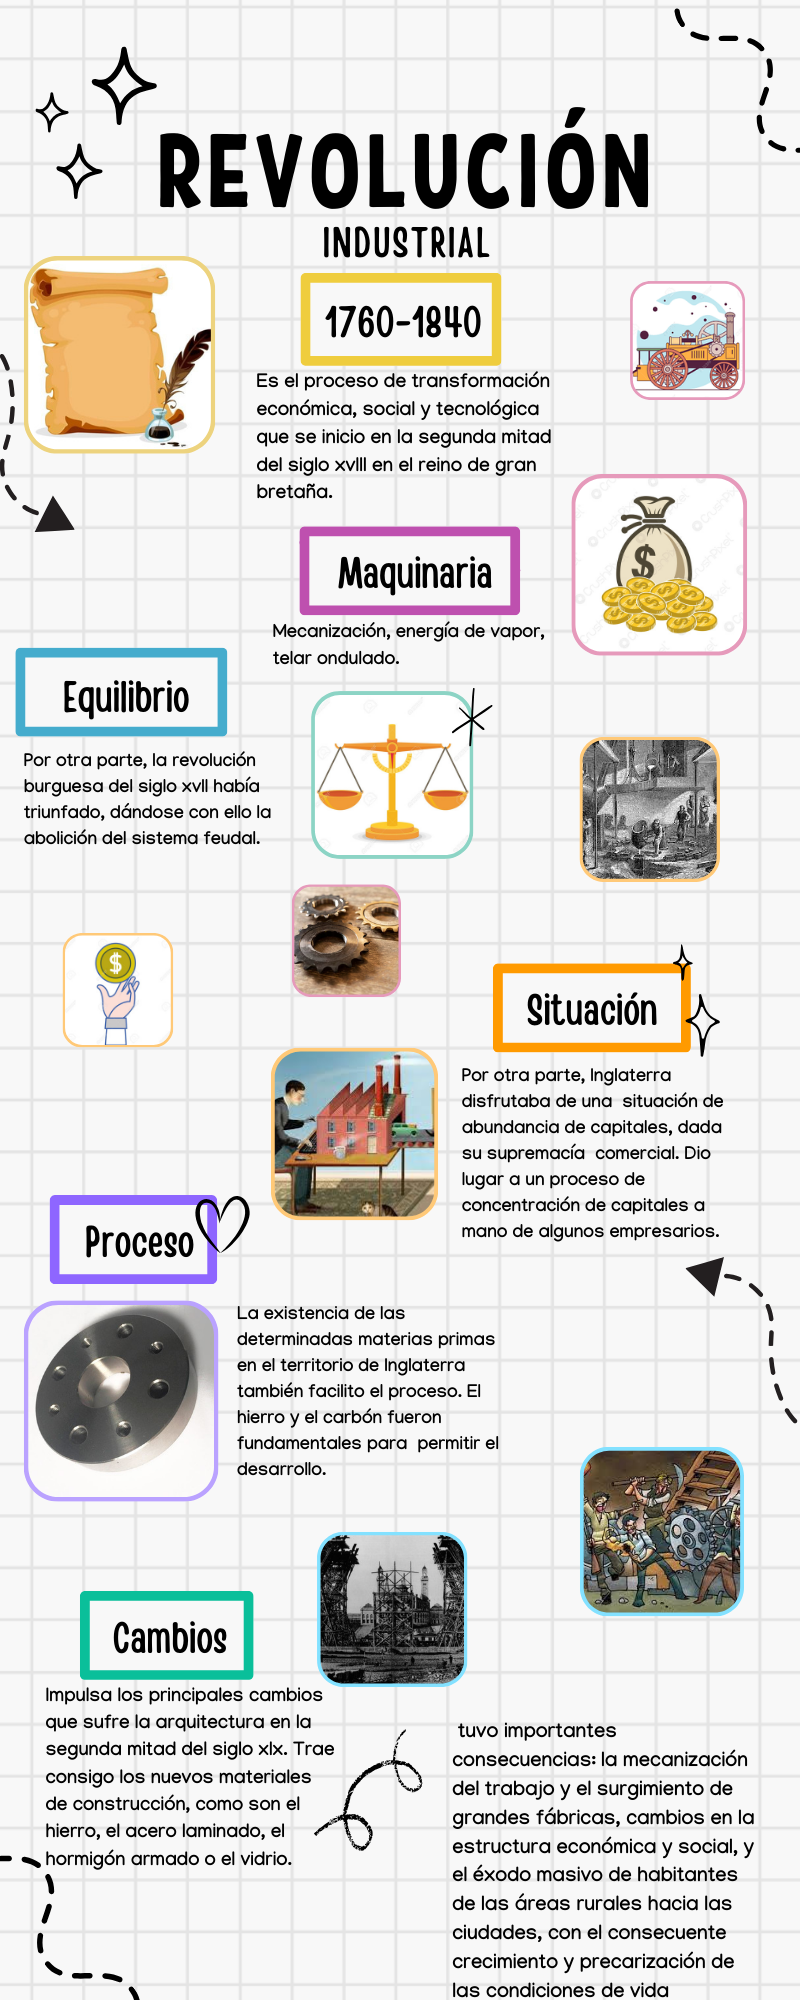 REVOLUCIÓN
INDUSTRIAL
1760-1840
Es el proceso de transformación
económica, social y tecnológica
que se inicio en la segunda mitad
del siglo xvlll en el reino de gran
bretaña.
Maquinaria
Mecanización, energía de vapor,
telar ondulado.
Equilibrio
Por otra parte, la revolución
burguesa del siglo xvll había
triunfado, dándose con ello la
abolición del sistema feudal.
Situación
Por otra parte, Inglaterra
disfrutaba de una  situación de
abundancia de capitales, dada
su supremacía  comercial. Dio
lugar a un proceso de
concentración de capitales a
mano de algunos empresarios.
Proceso
La existencia de las
determinadas materias primas
en el territorio de Inglaterra
también facilito el proceso. El
hierro y el carbón fueron
fundamentales para  permitir el
desarrollo.
Cambios
Impulsa los principales cambios
que sufre la arquitectura en la
segunda mitad del siglo xlx. Trae
consigo los nuevos materiales
de construcción, como son el
hierro, el acero laminado, el
hormigón armado o el vidrio.
tuvo importantes
consecuencias: la mecanización
del trabajo y el surgimiento de
grandes fábricas, cambios en la
estructura económica y social, y
el éxodo masivo de habitantes
de las áreas rurales hacia las
ciudades, con el consecuente
crecimiento y precarización de
las condiciones de vida